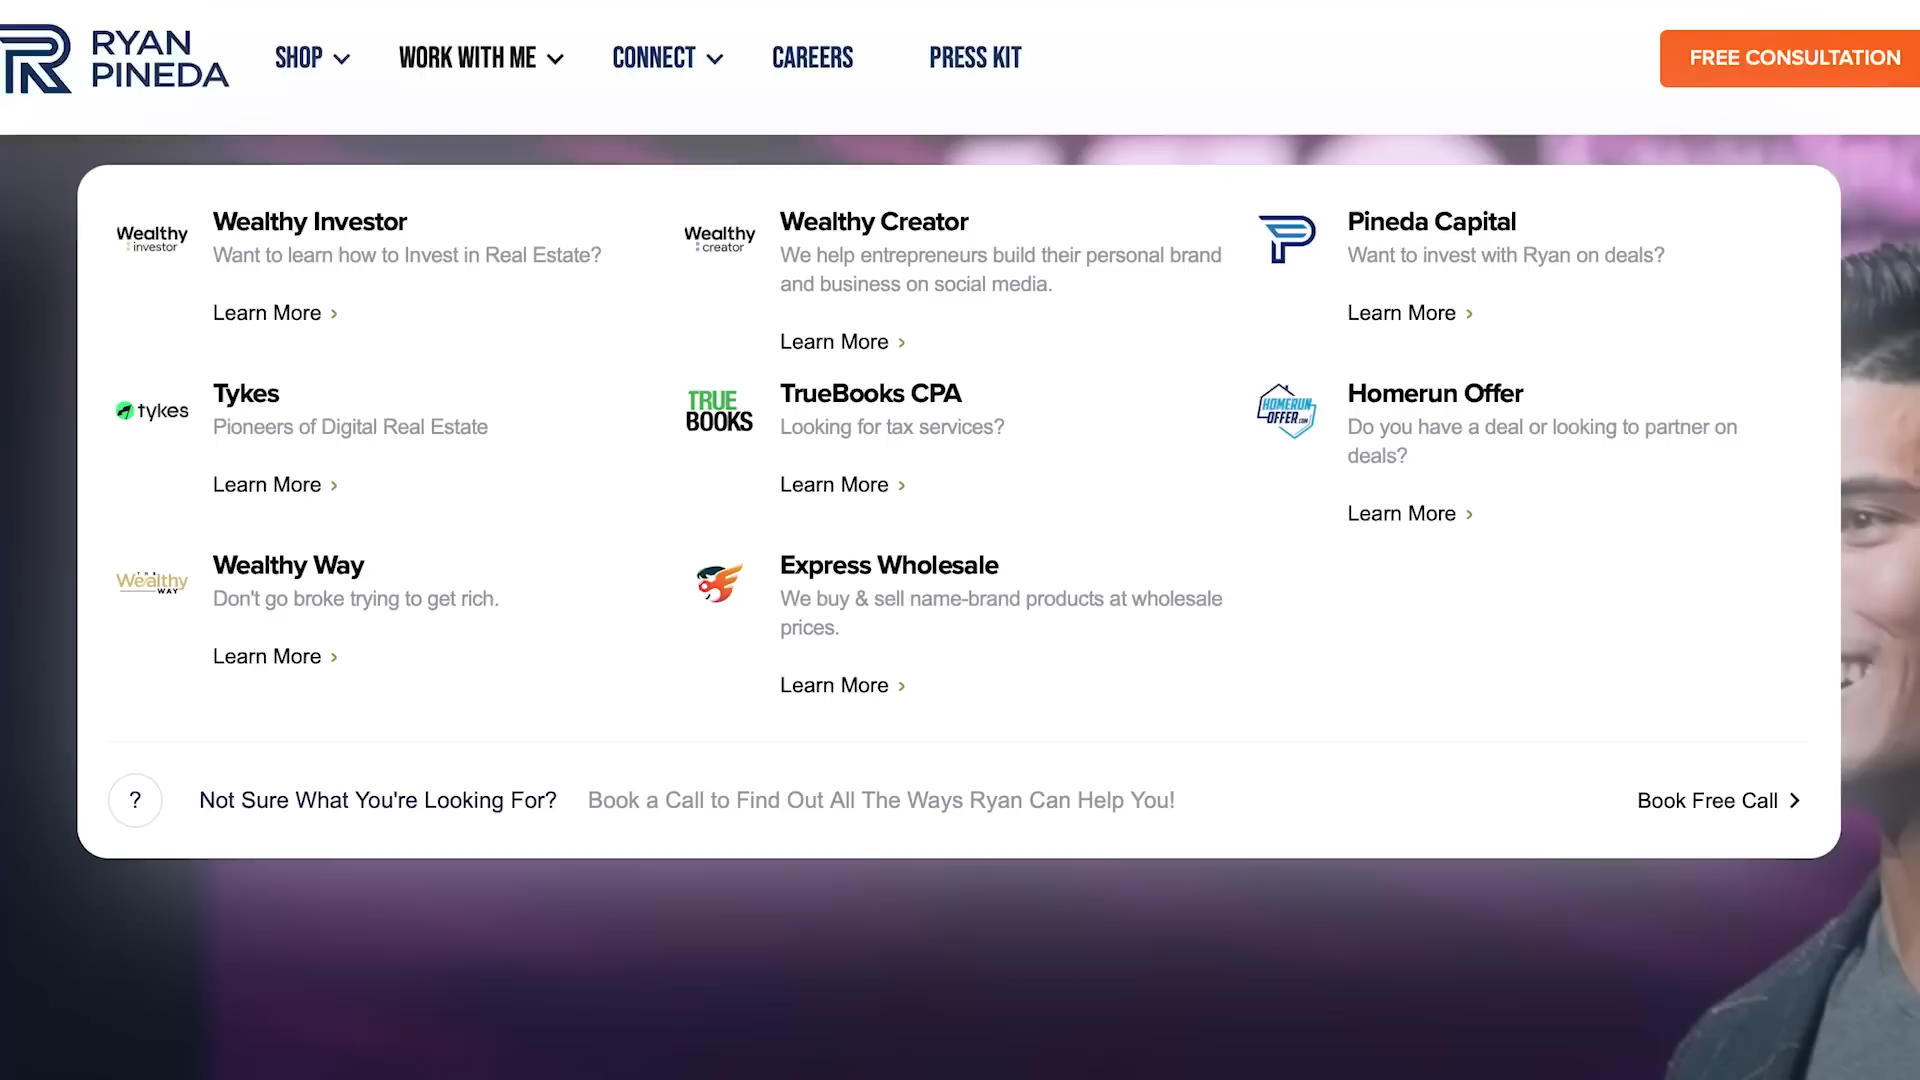 RYAN
PINEDA
SHOP
WORK WITH ME
CONNECT
CAREERS
PRESS KIT
FREE CONSULTATION
Wealthy
investor
Wealthy Investor
Want to learn how to Invest in Real Estate?
Learn More
Wealthy
creator
Wealthy Creator
We help entrepreneurs build their personal brand
and business on social media.
Learn More
Pineda Capital
Want to invest with Ryan on deals?
Learn More
tykes
Tykes
Pioneers of Digital Real Estate
Learn More
TRUE
BOOKS
TrueBooks CPA
Looking for tax services?
Learn More
HOMERUN
OFFER.COM
Homerun Offer
Do you have a deal or looking to partner on
deals?
Learn More
THE
Wealthy
WAY
Wealthy Way
Don't go broke trying to get rich.
Learn More
Express Wholesale
We buy & sell name-brand products at wholesale
prices.
Learn More
?
Not Sure What You're Looking For?
Book a Call to Find Out All The Ways Ryan Can Help You!
Book Free Call